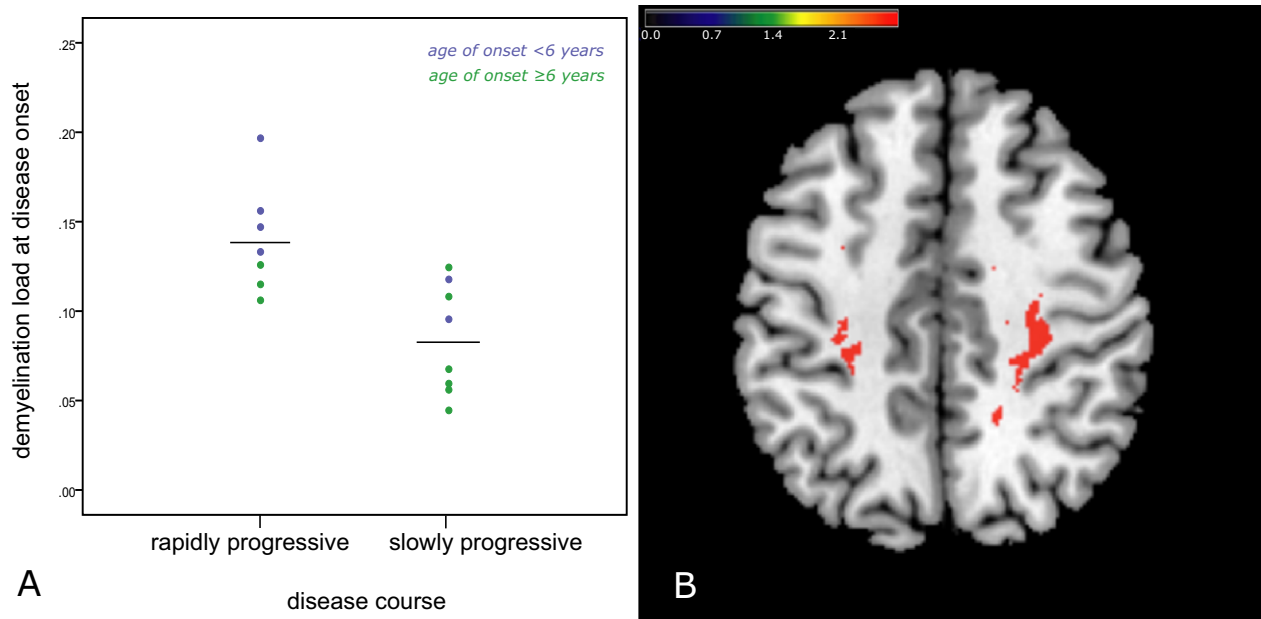 demyelination load at disease onset
.25
.20
.15
.10
.05
.00
age of onset <6 years
age of onset ≥6 years
rapidly progressive slowly progressive
disease course
A
0.0 0.7 1.4 2.1
B